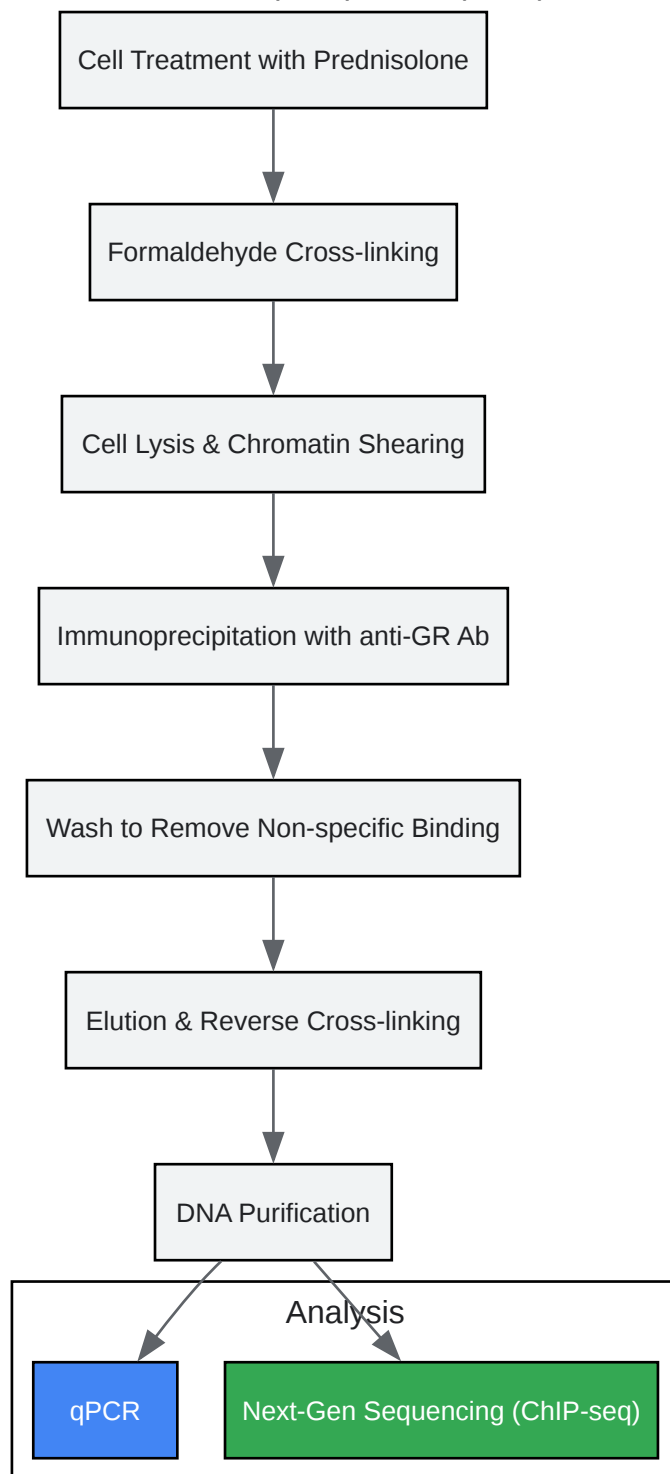 Cell Treatment with Prednisolone
Formaldehyde Cross-linking
Cell Lysis & Chromatin Shearing
Immunoprecipitation with anti-GR Ab
Wash to Remove Non-specific Binding
Elution & Reverse Cross-linking
DNA Purification
Analysis
qPCR
Next-Gen Sequencing (ChIP-seq)